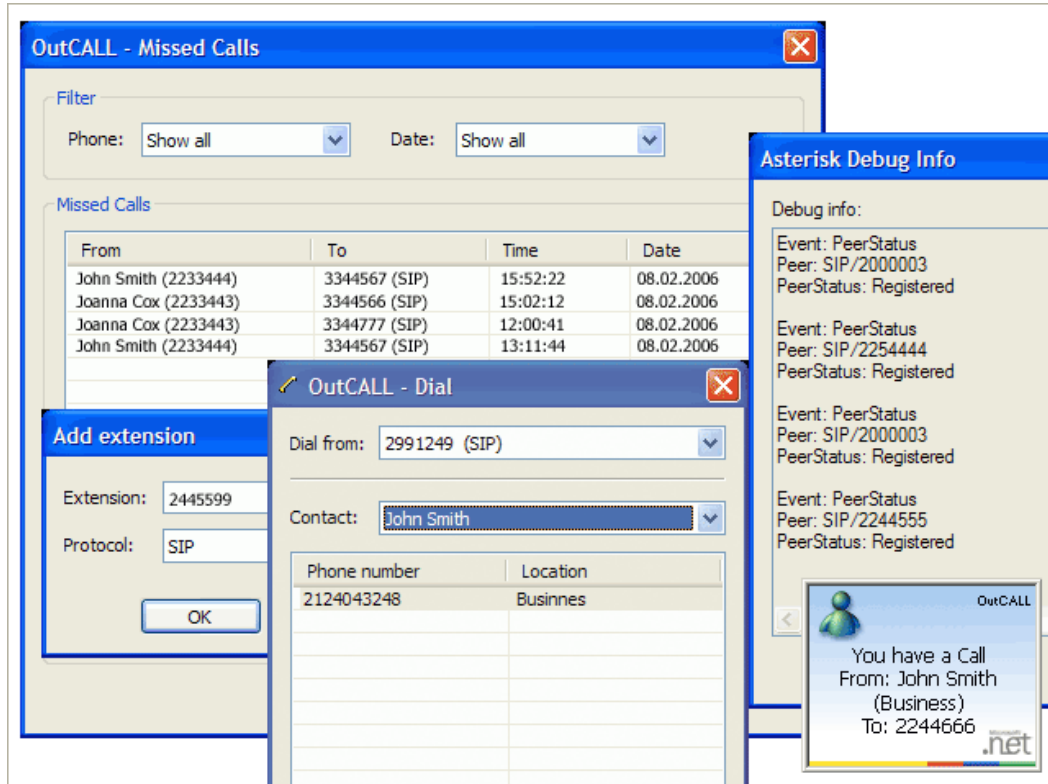 OutCALL - Missed Calls
Filter
Phone: Show all Date: Show all
Missed Calls
From To Time Date
John Smith (2233444) 3344567 (SIP) 15:52:22 08.02.2006
Joanna Cox (2233443) 3344566 (SIP) 15:02:12 08.02.2006
Joanna Cox (2233443) 3344777 (SIP) 12:00:41 08.02.2006
John Smith (2233444) 3344567 (SIP) 13:11:44 08.02.2006
Add extension
Extension: 2445599
Protocol: SIP
OK
OutCALL - Dial
Dial from: 2991249 (SIP)
Contact: John Smith
Phone number Location
2124043248 Businnes
Asterisk Debug Info
Debug info:
Event: PeerStatus
Peer: SIP/2000003
PeerStatus: Registered
Event: PeerStatus
Peer: SIP/2254444
PeerStatus: Registered
Event: PeerStatus
Peer: SIP/2000003
PeerStatus: Registered
Event: PeerStatus
Peer: SIP/2244555
PeerStatus: Registered
OutCALL
You have a Call
From: John Smith
(Business)
To: 2244666
.net